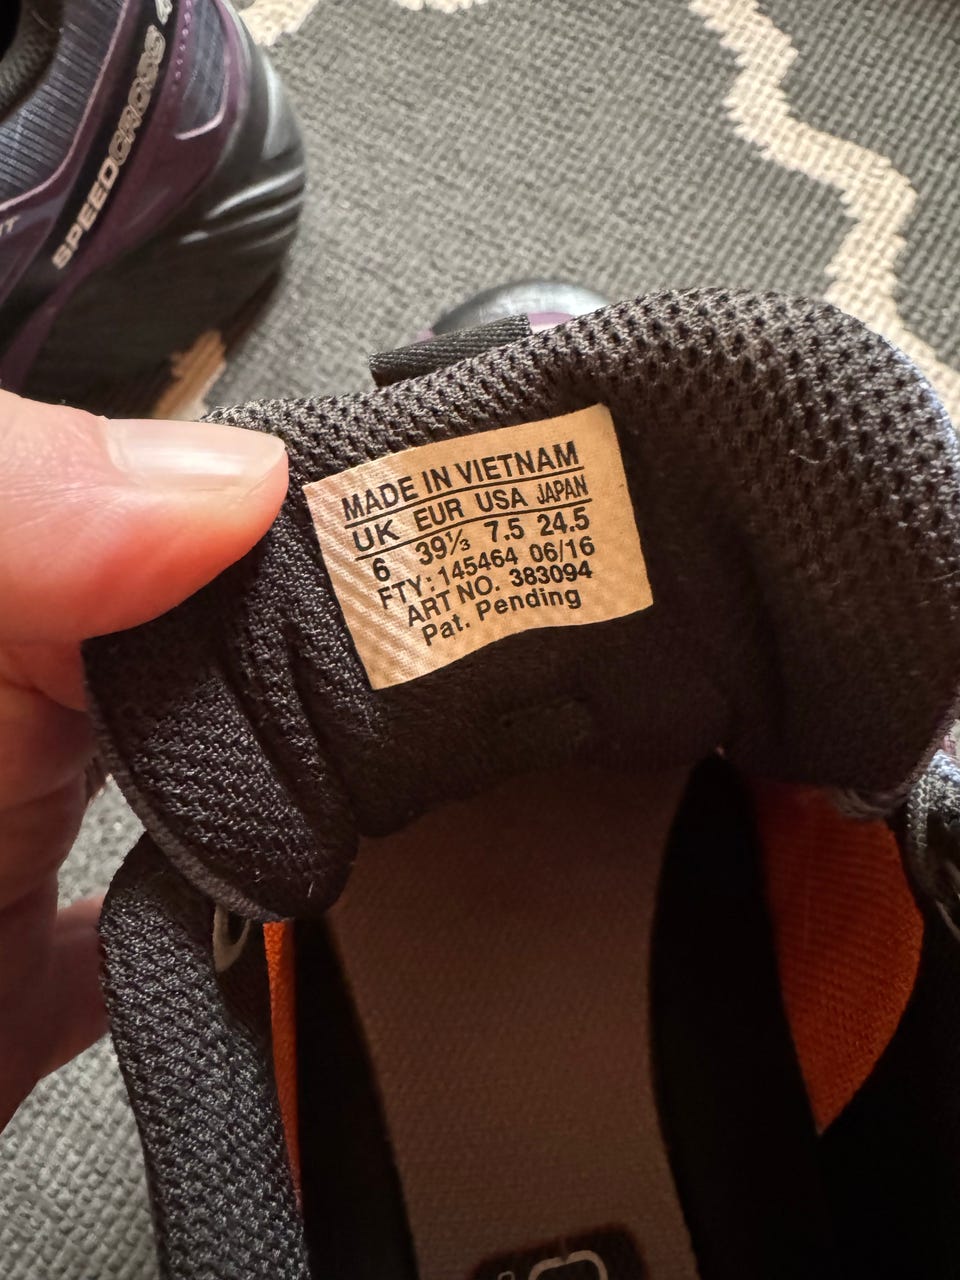 SPEEDCROSS 4
MADE IN VIETNAM
UK EUR USA JAPAN
6 39⅓ 7.5 24.5
FTY: 145464 06/16
ART NO. 383094
Pat. Pending